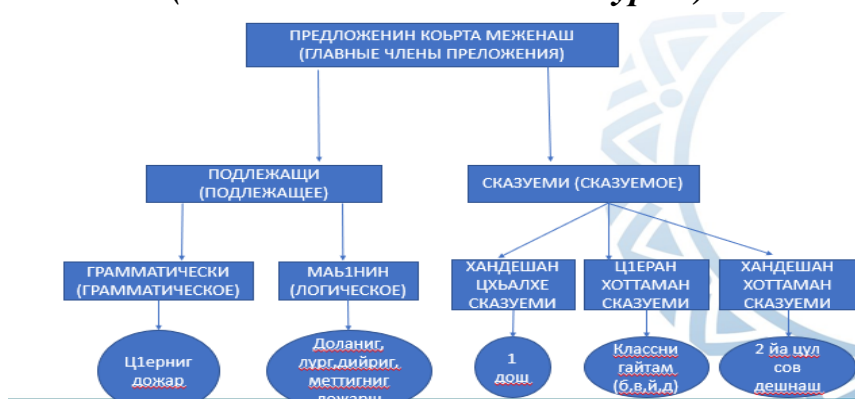 ПРЕДЛОЖЕНИН КОЬРТА МЕЖЕНАШ
(ГЛАВНЫЕ ЧЛЕНЫ ПРЕЛОЖЕНИЯ)
ПОДЛЕЖАЩИ
(ПОДЛЕЖАЩЕЕ)
СКАЗУЕМИ (СКАЗУЕМОЕ)
ГРАММАТИЧЕСКИ
(ГРАММАТИЧЕСКОЕ)
МАЬ1НИН
(ЛОГИЧЕСКОЕ)
ХАНДЕШАН
ЦХЬАЛХЕ
СКАЗУЕМИ
Ц1ЕРАН
ХОТТАМАН
СКАЗУЕМИ
ХАНДЕШАН
ХОТТАМАН
СКАЗУЕМИ
Ц1ерниг
дожар
Доланиг,
лург,дийриг,
меттигниг
дожарш
1
дош
Классни
гайтам
(б,в,й,д)
2 йа цул
сов
дешнаш